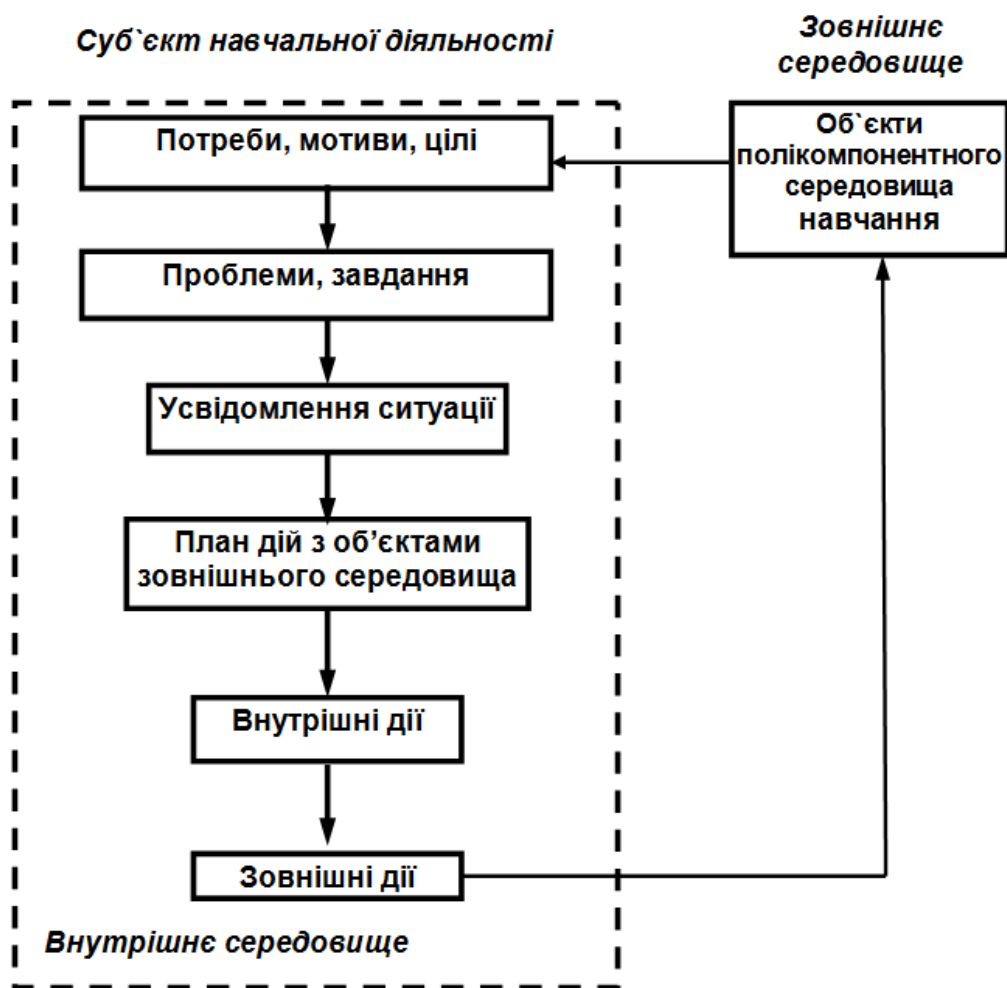 Суб`єкт навчальної діяльності
Зовнішнє
середовище
Потреби, мотиви, цілі
Об`єкти
полікомпонентного
середовища
навчання
Проблеми, завдання
Усвідомлення ситуації
План дій з об’єктами
зовнішнього середовища
Внутрішні дії
Зовнішні дії
Внутрішнє середовище